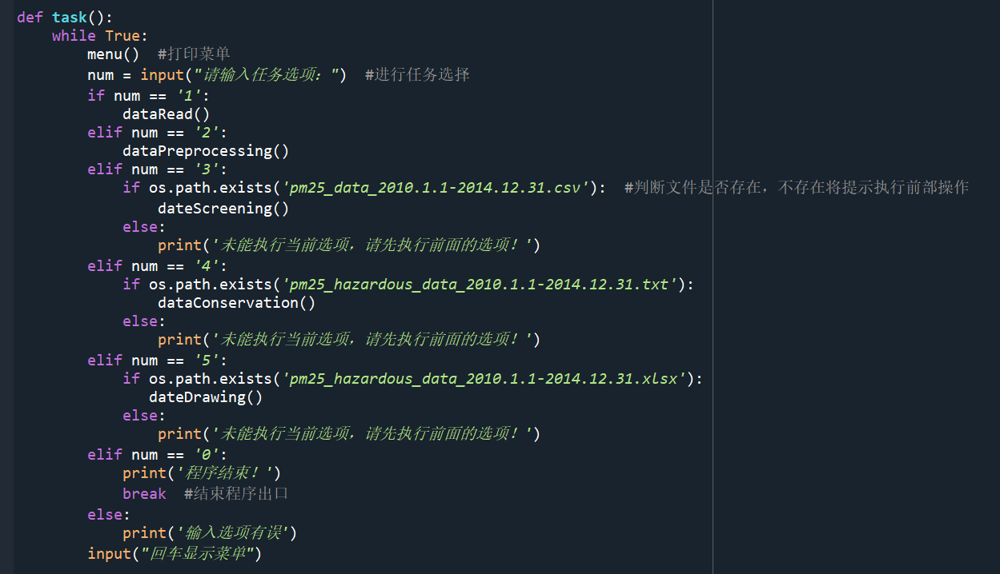 def task():
    while True:
        menu()  #打印菜单
        num = input("请输入任务选项：")  #进行任务选择
        if num == '1':
            dataRead()
        elif num == '2':
            dataPreprocessing()
        elif num == '3':
            if os.path.exists('pm25_data_2010.1.1-2014.12.31.csv'):  #判断文件是否存在，不存在将提示执行前部操作
                dateScreening()
            else:
                print('未能执行当前选项，请先执行前面的选项！')
        elif num == '4':
            if os.path.exists('pm25_hazardous_data_2010.1.1-2014.12.31.txt'):
                dataConservation()
            else:
                print('未能执行当前选项，请先执行前面的选项！')
        elif num == '5':
            if os.path.exists('pm25_hazardous_data_2010.1.1-2014.12.31.xlsx'):
               dateDrawing()
            else:
                print('未能执行当前选项，请先执行前面的选项！')
        elif num == '0':
            print('程序结束！')
            break  #结束程序出口
        else:
            print('输入选项有误')
        input("回车显示菜单")